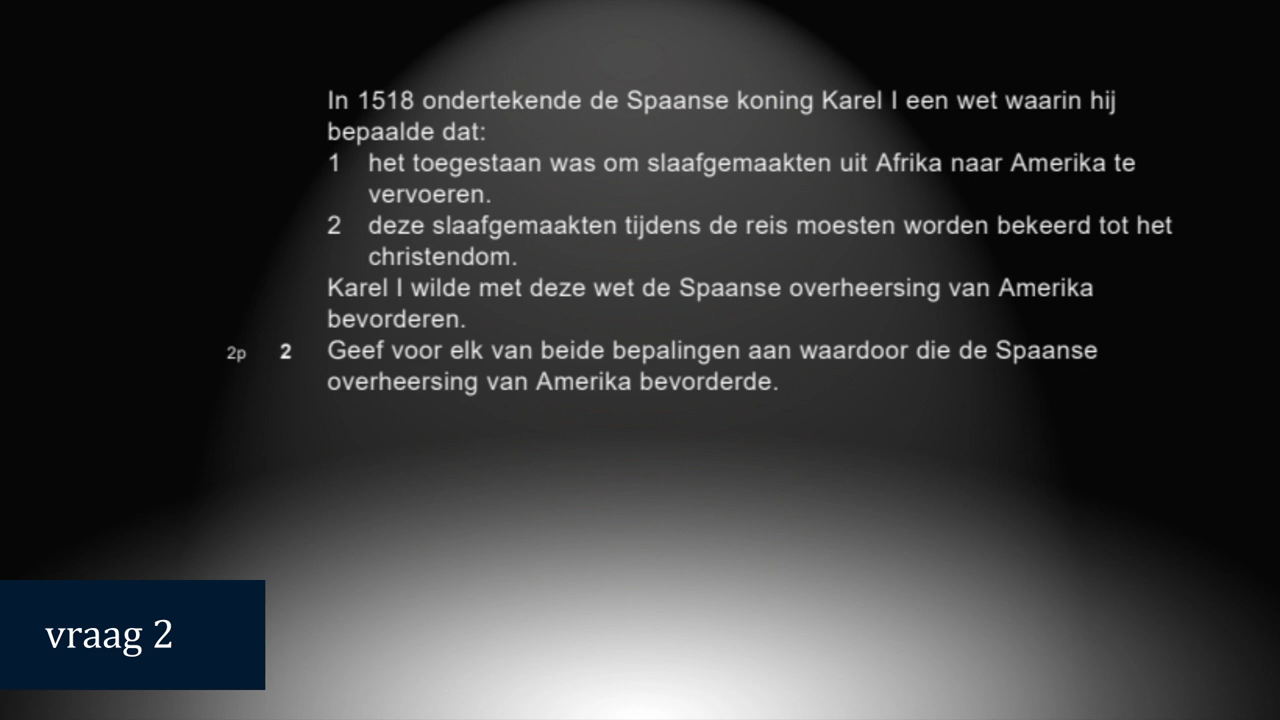 In 1518 ondertekende de Spaanse koning Karel I een wet waarin hij
bepaalde dat:
1 het toegestaan was om slaafgemaakten uit Afrika naar Amerika te
vervoeren.
2 deze slaafgemaakten tijdens de reis moesten worden bekeerd tot het
christendom.
Karel I wilde met deze wet de Spaanse overheersing van Amerika
bevorderen.
2p 2 Geef voor elk van beide bepalingen aan waardoor die de Spaanse
overheersing van Amerika bevorderde.
vraag 2